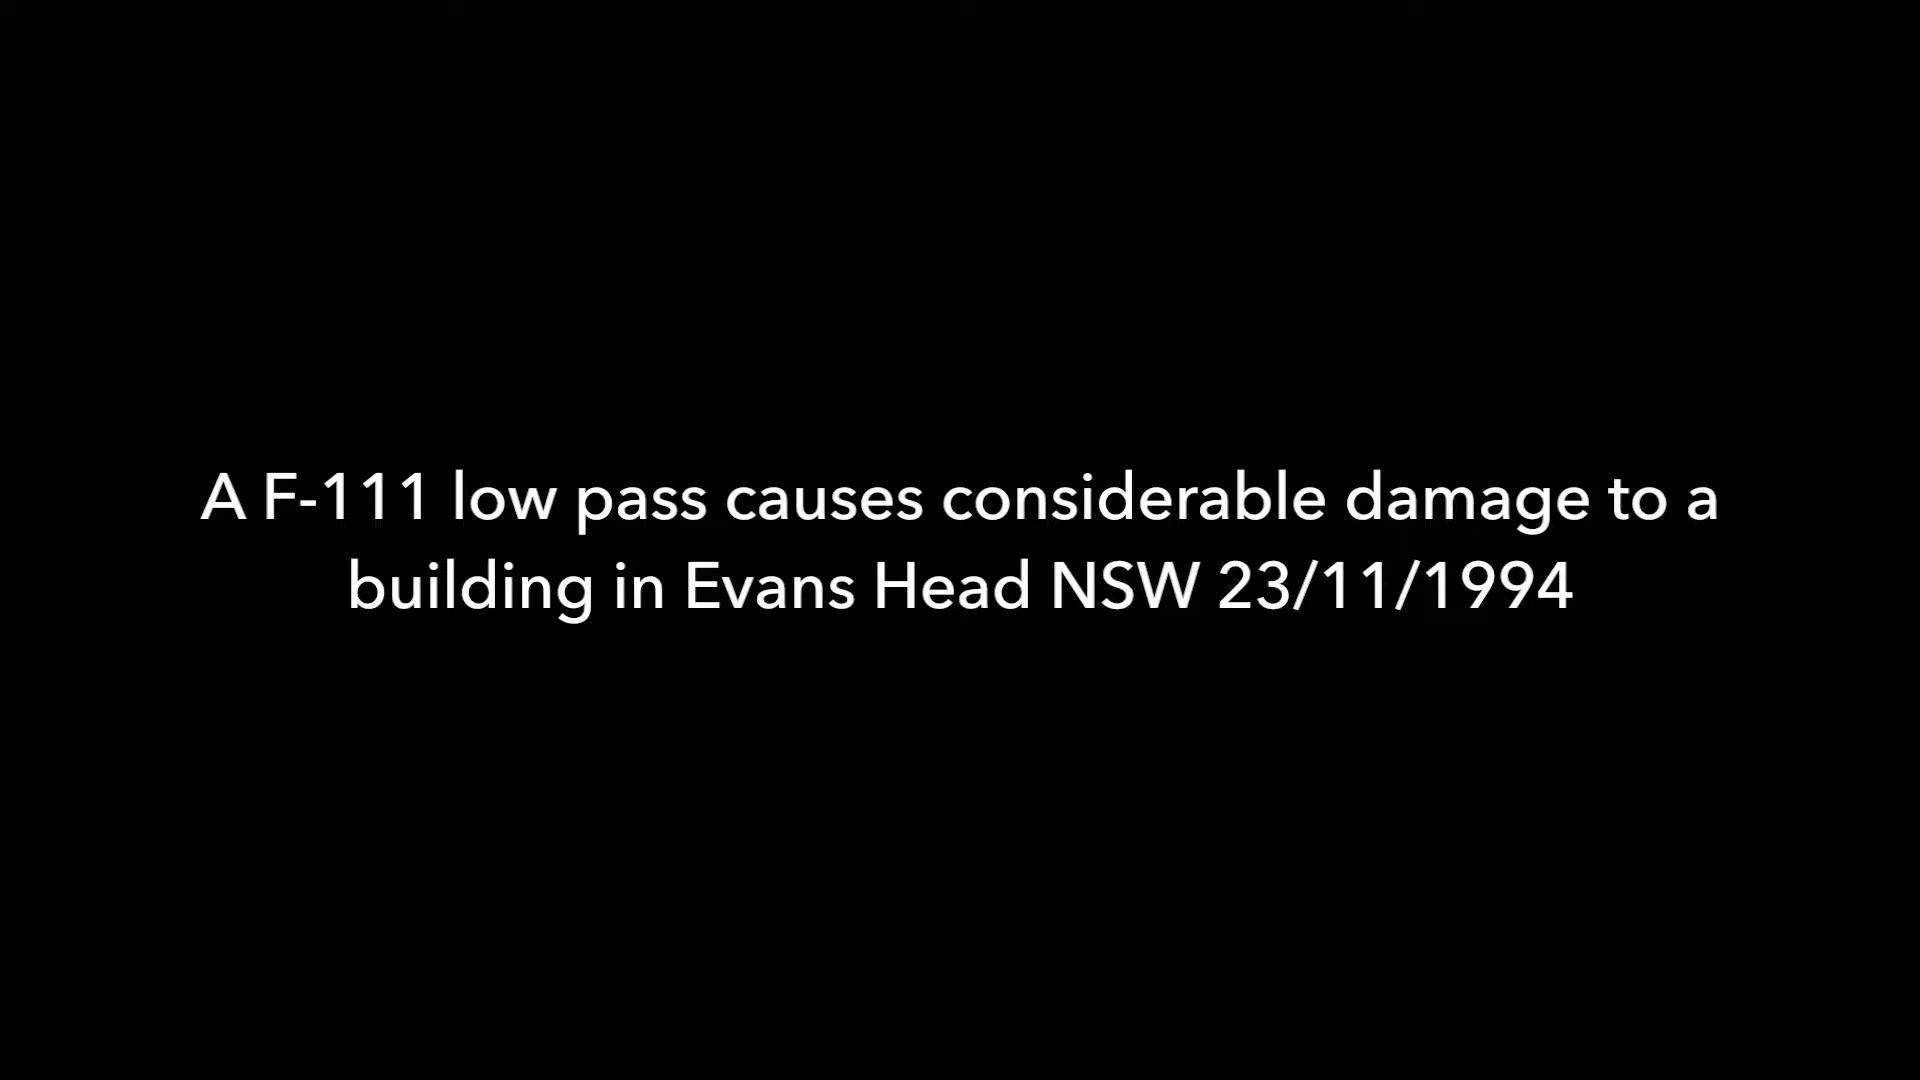 A F-111 low pass causes considerable damage to a
building in Evans Head NSW 23/11/1994